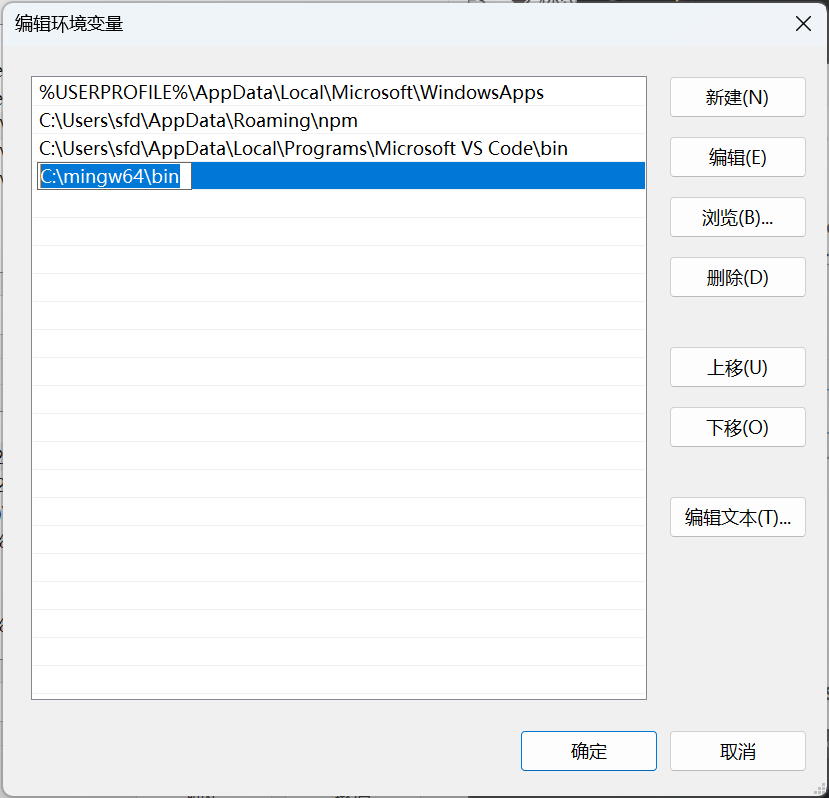 编辑环境变量
%USERPROFILE%\AppData\Local\Microsoft\WindowsApps
C:\Users\sfd\AppData\Roaming\npm
C:\Users\sfd\AppData\Local\Programs\Microsoft VS Code\bin
C:\mingw64\bin
新建(N)
编辑(E)
浏览(B)...
删除(D)
上移(U)
下移(O)
编辑文本(T)...
确定
取消